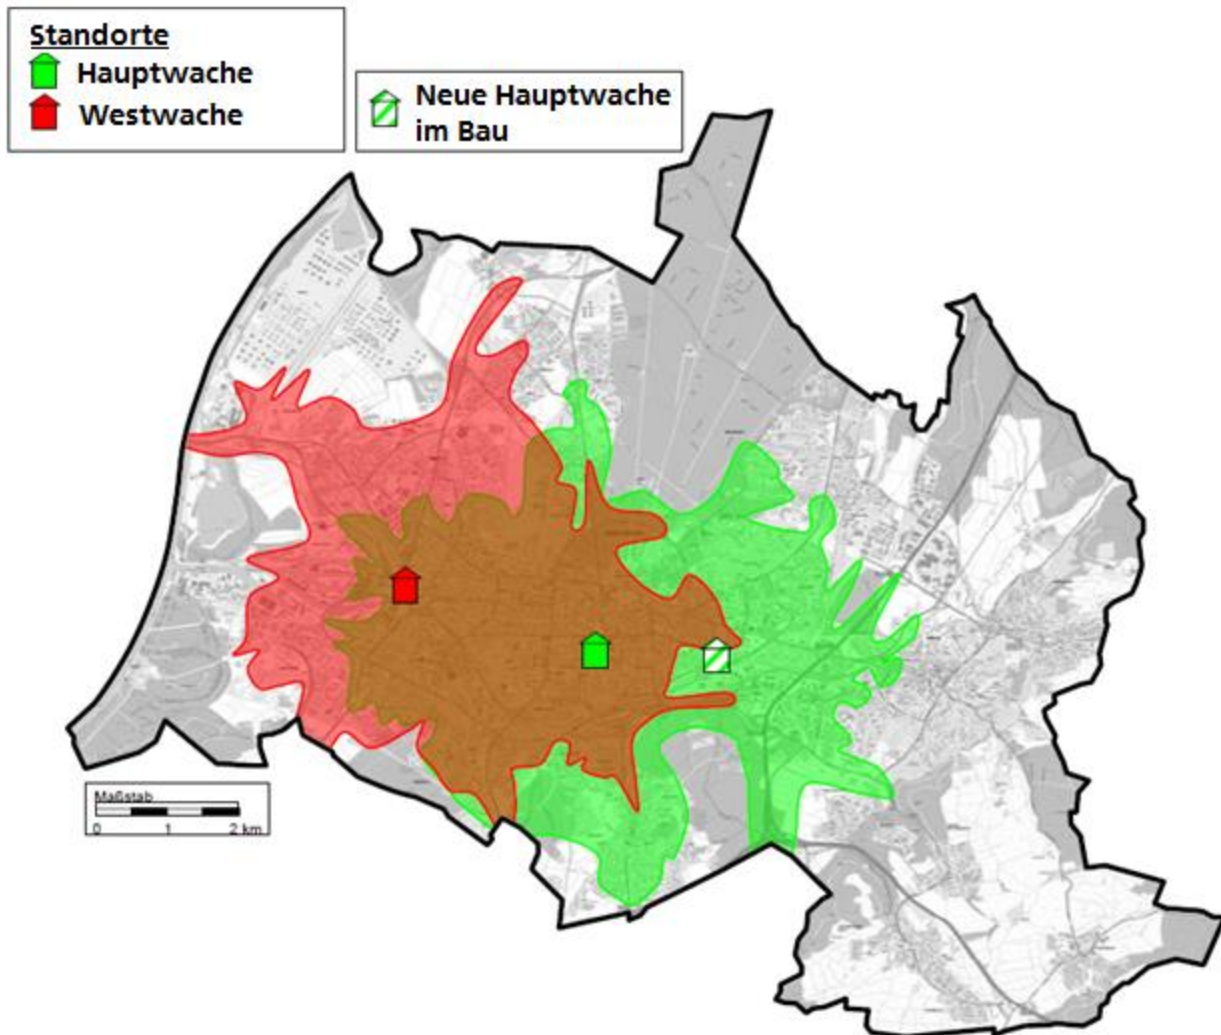 Standorte
Hauptwache
Westwache
Neue Hauptwache
im Bau
Maßstab
0 1 2 km